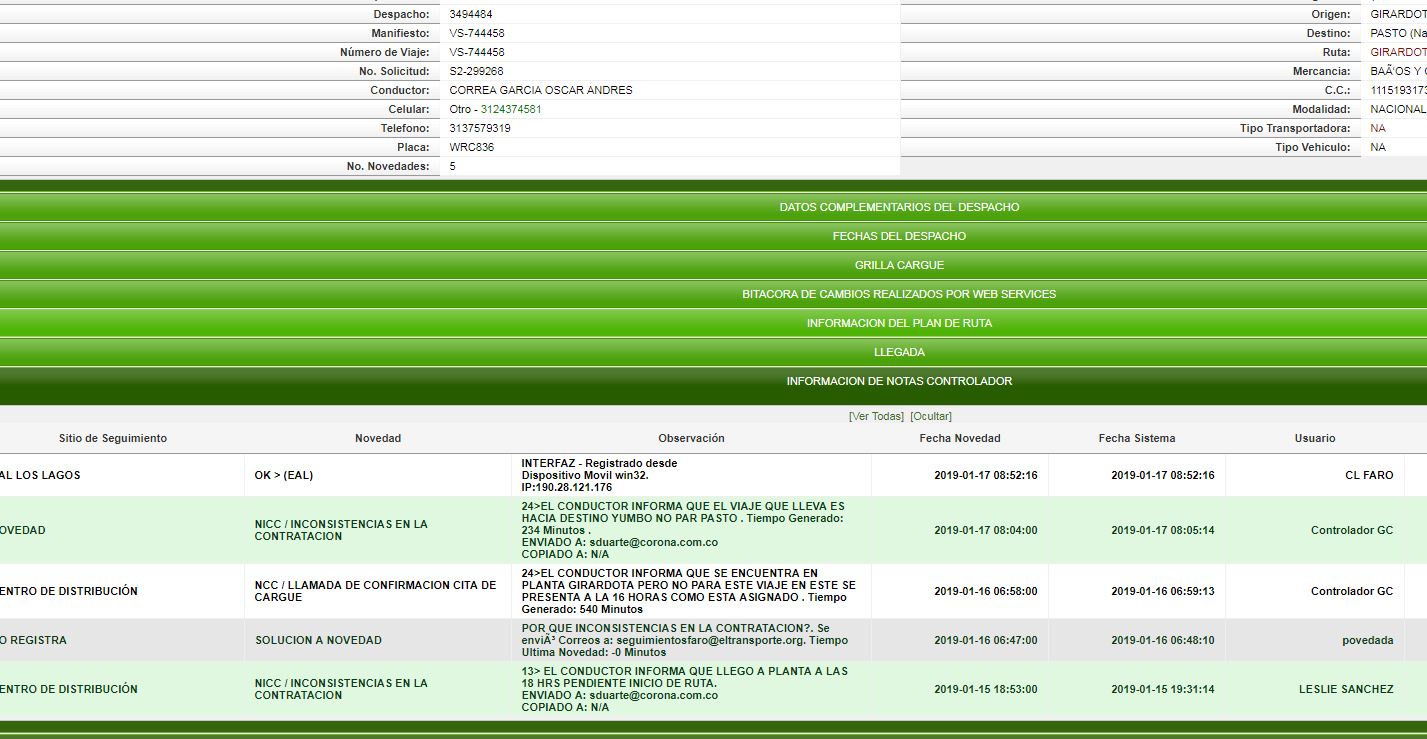 Despacho: 3494484 Origen: GIRARDOT
Manifiesto: VS-744458 Destino: PASTO (Na
Número de Viaje: VS-744458 Ruta: GIRARDOT
No. Solicitud: S2-299268 Mercancia: BAÃ'OS Y
Conductor: CORREA GARCIA OSCAR ANDRES C.C.: 111519317
Celular: Otro - 3124374581 Modalidad: NACIONAL
Telefono: 3137579319 Tipo Transportadora: NA
Placa: WRC836 Tipo Vehiculo: NA
No. Novedades: 5
DATOS COMPLEMENTARIOS DEL DESPACHO
FECHAS DEL DESPACHO
GRILLA CARGUE
BITACORA DE CAMBIOS REALIZADOS POR WEB SERVICES
INFORMACION DEL PLAN DE RUTA
LLEGADA
INFORMACION DE NOTAS CONTROLADOR
[Ver Todas] [Ocultar]
Sitio de Seguimiento Novedad Observación Fecha Novedad Fecha Sistema Usuario
INTERFAZ - Registrado desde
AL LOS LAGOS OK > (EAL) Dispositivo Movil win32. 2019-01-17 08:52:16 2019-01-17 08:52:16 CL FARO
IP:190.28.121.176
24>EL CONDUCTOR INFORMA QUE EL VIAJE QUE LLEVA ES
HACIA DESTINO YUMBO NO PAR PASTO . Tiempo Generado:
OVEDAD NICC / INCONSISTENCIAS EN LA CONTRATACION 234 Minutos . 2019-01-17 08:04:00 2019-01-17 08:05:14 Controlador GC
ENVIADO A: sduarte@corona.com.co
COPIADO A: N/A
24>EL CONDUCTOR INFORMA QUE SE ENCUENTRA EN
ENTRO DE DISTRIBUCIÓN NCC / LLAMADA DE CONFIRMACION CITA DE CARGUE PLANTA GIRARDOTA PERO NO PARA ESTE VIAJE EN ESTE SE 2019-01-16 06:58:00 2019-01-16 06:59:13 Controlador GC
PRESENTA A LA 16 HORAS COMO ESTA ASIGNADO . Tiempo
Generado: 540 Minutos
POR QUE INCONSISTENCIAS EN LA CONTRATACION?. Se
O REGISTRA SOLUCION A NOVEDAD enviÃ³ Correos a: seguimientosfaro@eltransporte.org. Tiempo 2019-01-16 06:47:00 2019-01-16 06:48:10 povedada
Ultima Novedad: -0 Minutos
13> EL CONDUCTOR INFORMA QUE LLEGO A PLANTA A LAS
ENTRO DE DISTRIBUCIÓN NICC / INCONSISTENCIAS EN LA CONTRATACION 18 HRS PENDIENTE INICIO DE RUTA. 2019-01-15 18:53:00 2019-01-15 19:31:14 LESLIE SANCHEZ
ENVIADO A: sduarte@corona.com.co
COPIADO A: N/A